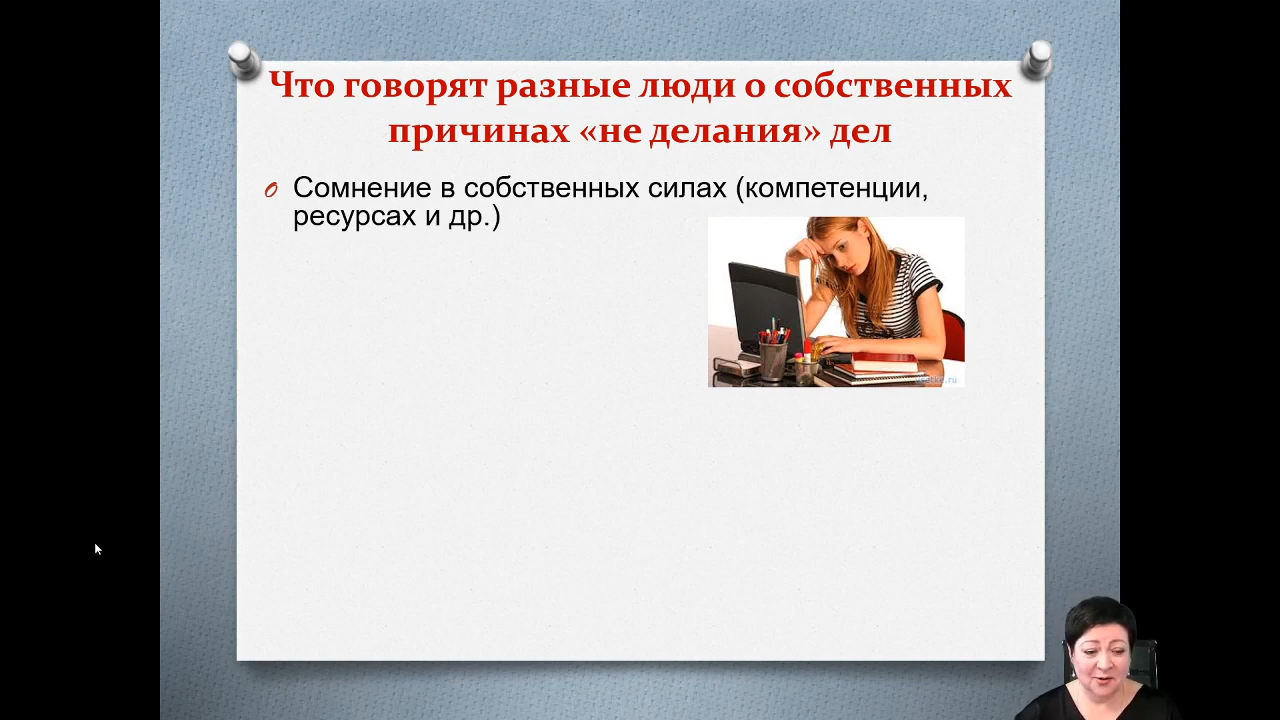 Что говорят разные люди о собственных
причинах «не делания» дел
Сомнение в собственных силах (компетенции,
ресурсах и др.)